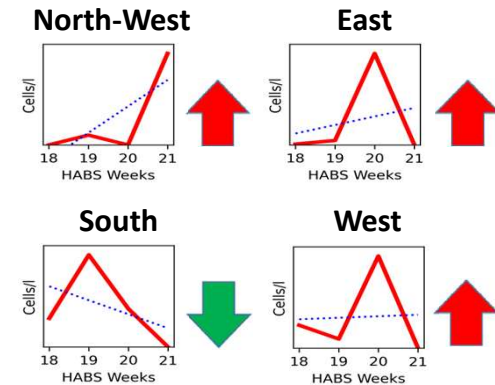 North-West
Cells/l
18 19 20 21
HABS Weeks
East
Cells/l
18 19 20 21
HABS Weeks
South
Cells/l
18 19 20 21
HABS Weeks
West
Cells/l
18 19 20 21
HABS Weeks